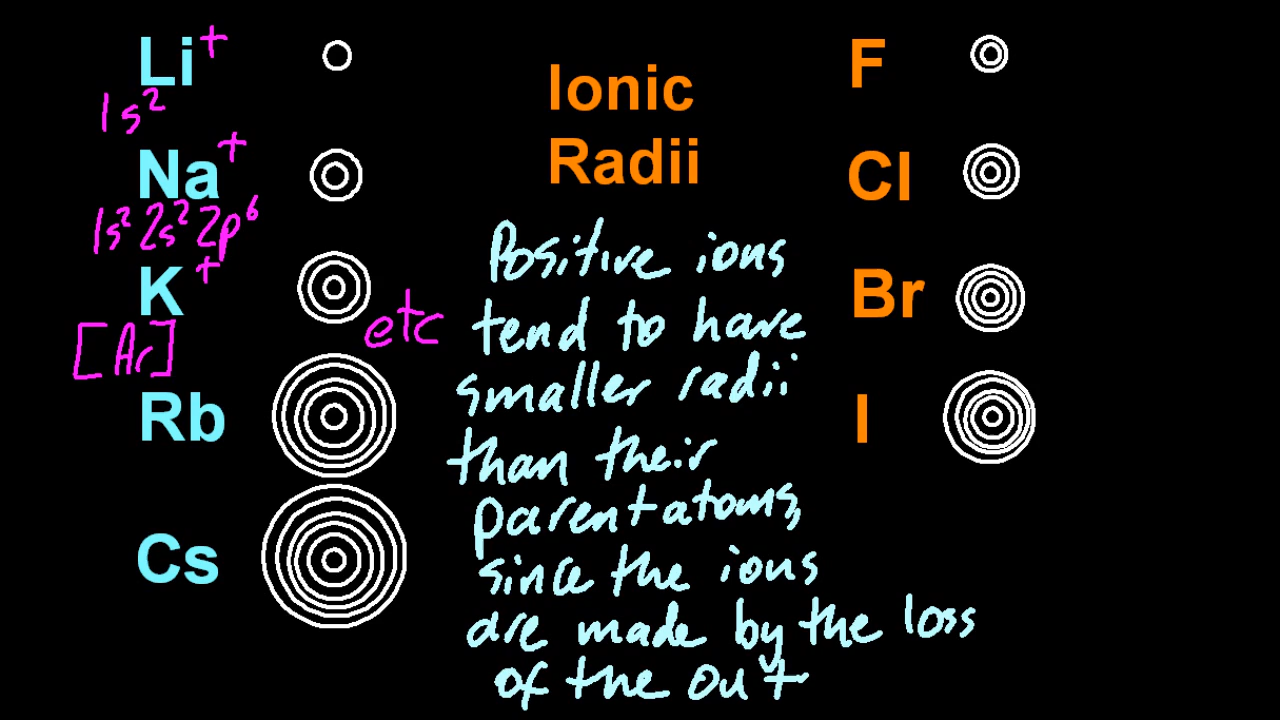 Li+
1s²
Na+
1s² 2s² 2p⁶
K+
[Ar]
etc
Rb
Cs
Ionic
Radii
Positive ions
tend to have
smaller radii
than their
parent atoms,
since the ions
are made by the loss
of the out
F
Cl
Br
I